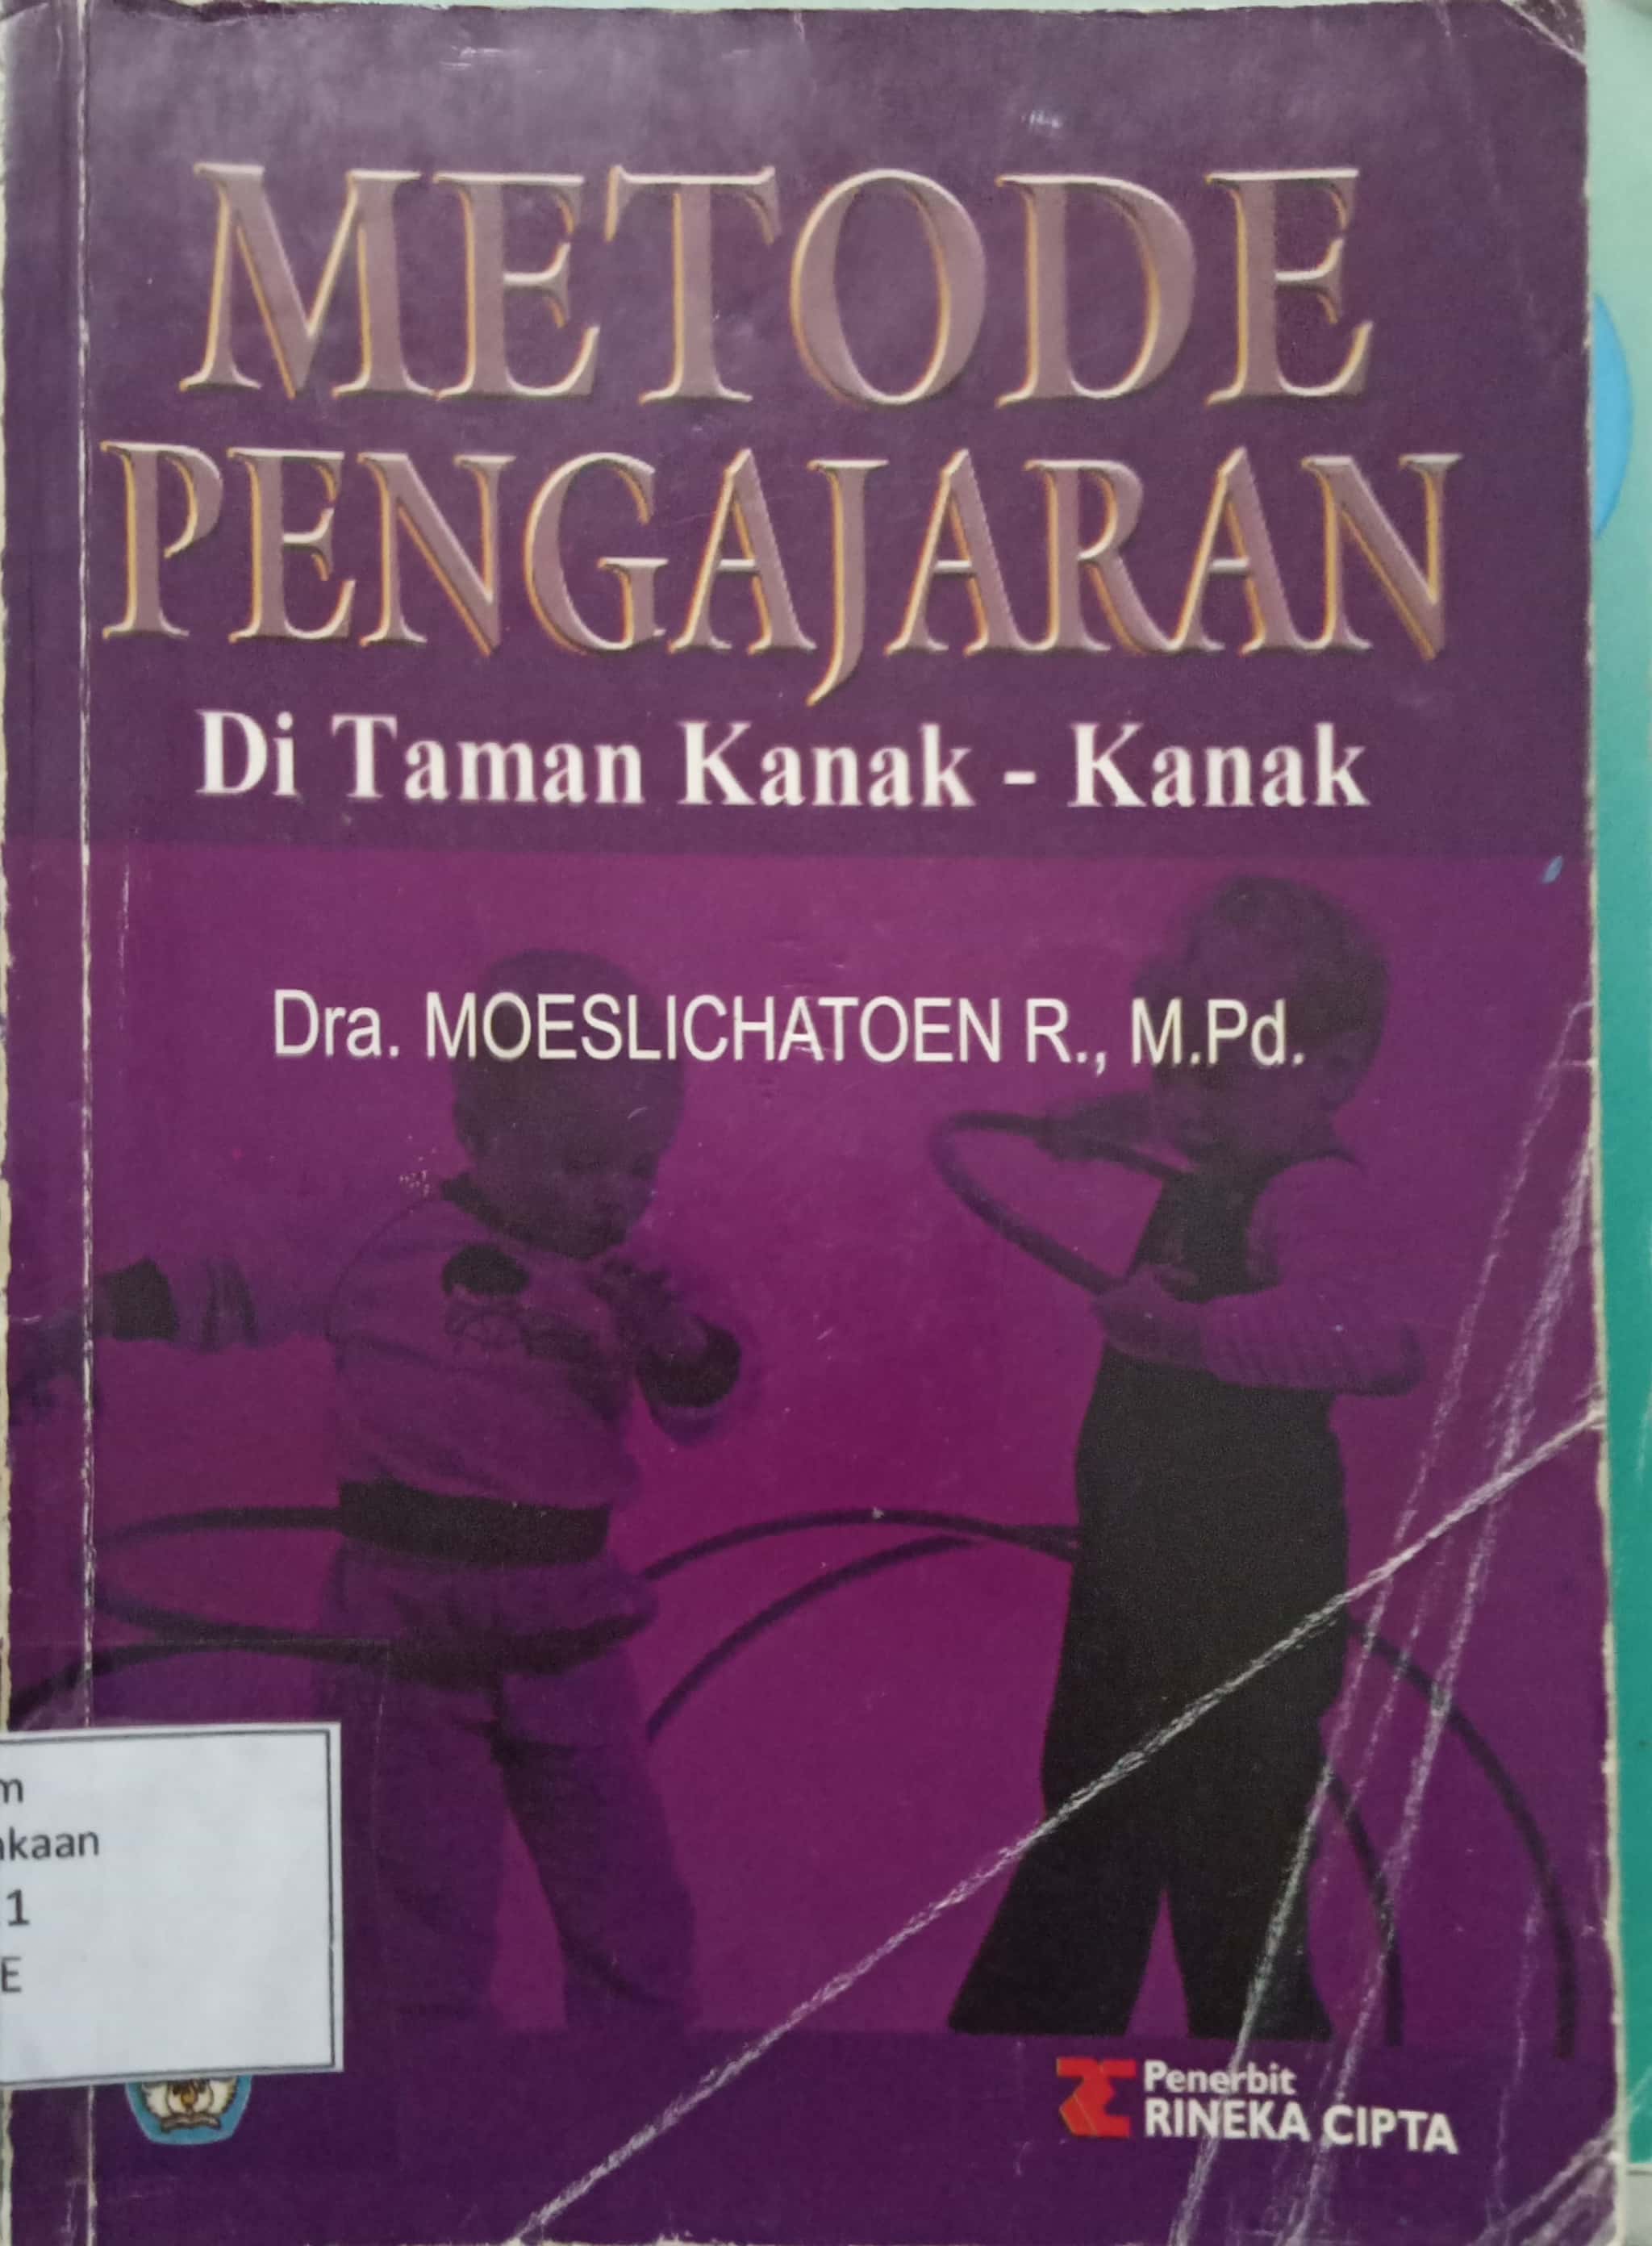 METODE
PENGAJARAN
Di Taman Kanak - Kanak
Dra. MOESLICHATOEN R., M.Pd.
1
E
Penerbit
RINEKA CIPTA